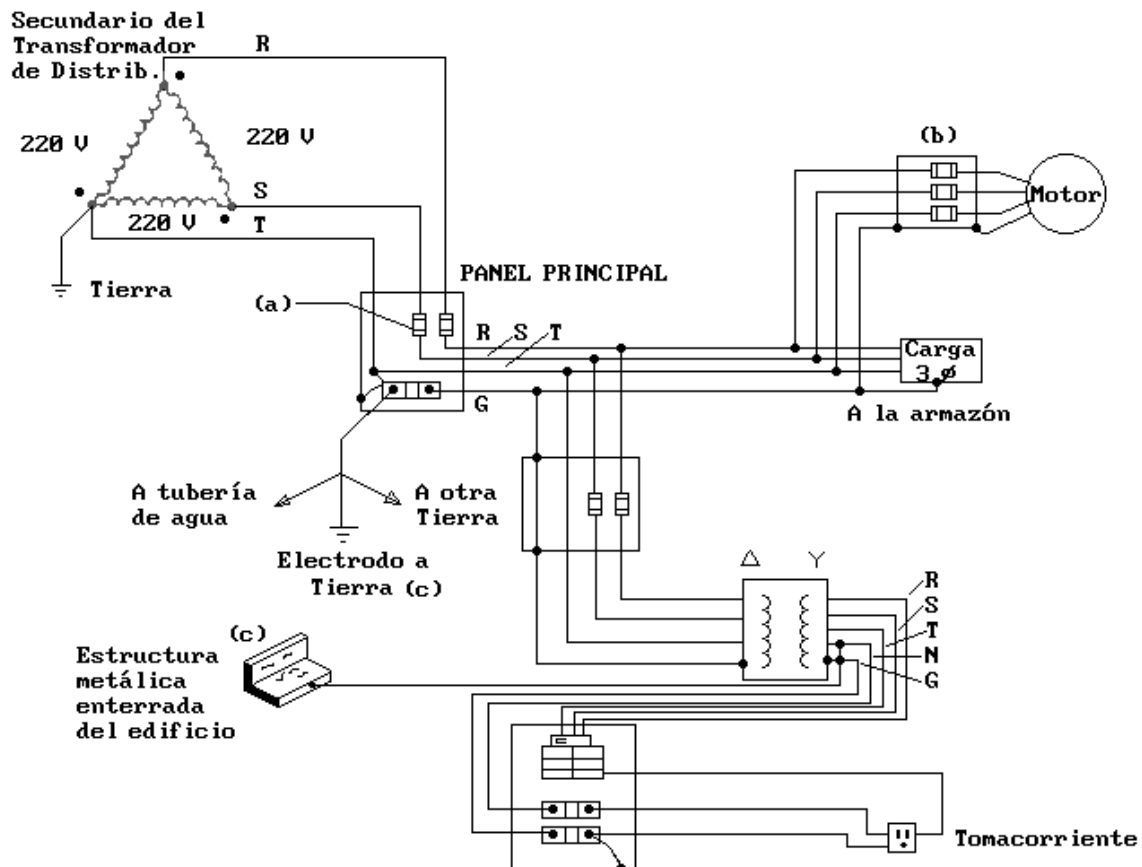 Secundario del
Transformador
de Distrib.
R
220 V
220 V
S
220 V
T
Tierra
(b)
Motor
PANEL PRINCIPAL
(a)
R S T
Carga
3 ø
G
A la armazón
A tubería
de agua
A otra
Tierra
Electrodo a
Tierra (c)
Δ Y
R
S
T
N
G
(c)
Estructura
metálica
enterrada
del edificio
Tomacorriente